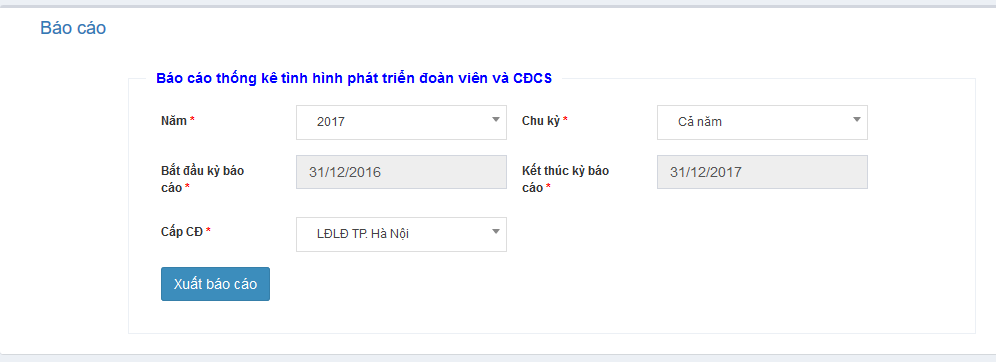 Báo cáo
Báo cáo thống kê tình hình phát triển đoàn viên và CĐCS
Năm * 2017 Chu kỳ * Cả năm
Bắt đầu kỳ báo cáo * 31/12/2016 Kết thúc kỳ báo cáo * 31/12/2017
Cấp CĐ * LĐLĐ TP. Hà Nội
Xuất báo cáo